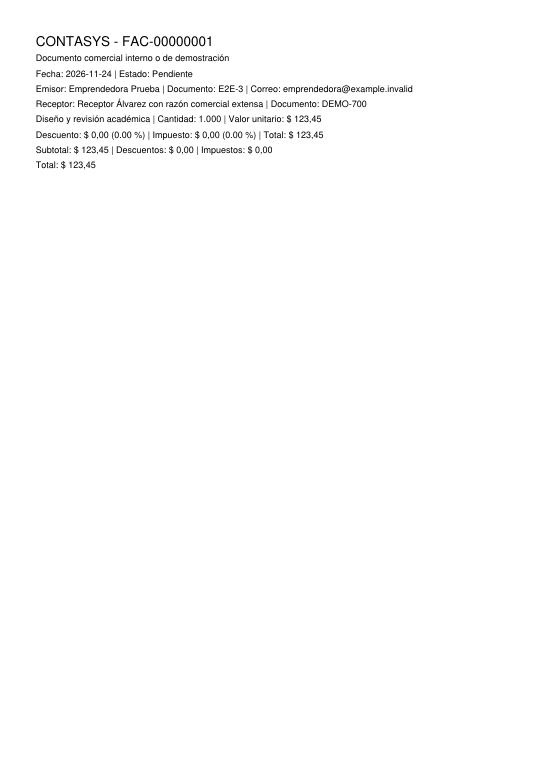 CONTASYS - FAC-00000001
Documento comercial interno o de demostración
Fecha: 2026-11-24 | Estado: Pendiente
Emisor: Emprendedora Prueba | Documento: E2E-3 | Correo: emprendedora@example.invalid
Receptor: Receptor Álvarez con razón comercial extensa | Documento: DEMO-700
Diseño y revisión académica | Cantidad: 1.000 | Valor unitario: $ 123,45
Descuento: $ 0,00 (0.00 %) | Impuesto: $ 0,00 (0.00 %) | Total: $ 123,45
Subtotal: $ 123,45 | Descuentos: $ 0,00 | Impuestos: $ 0,00
Total: $ 123,45